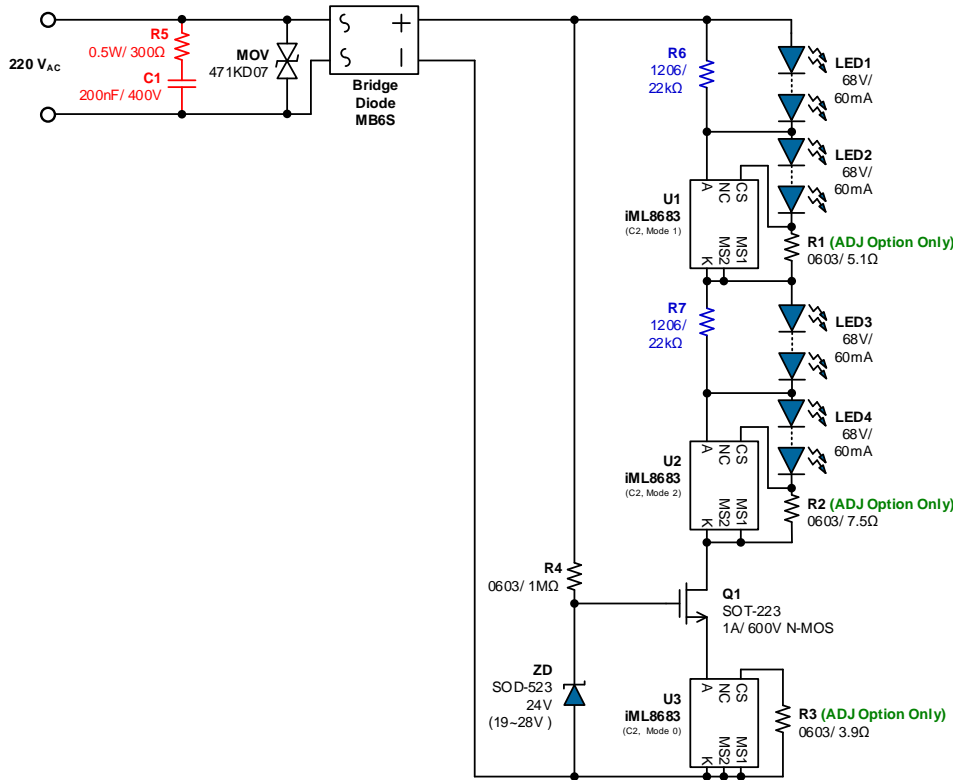 220 VAC
R5
0.5W/ 300Ω
C1
200nF/ 400V
MOV
471KD07
S
S
+
-
Bridge
Diode
MB6S
R6
1206/
22kΩ
LED1
68V/
60mA
LED2
68V/
60mA
U1
iML8683
(C2, Mode 1)
A
NC
CS
K
MS2
MS1
R1 (ADJ Option Only)
0603/ 5.1Ω
R7
1206/
22kΩ
LED3
68V/
60mA
LED4
68V/
60mA
U2
iML8683
(C2, Mode 2)
A
NC
CS
K
MS2
MS1
R2 (ADJ Option Only)
0603/ 7.5Ω
R4
0603/ 1MΩ
Q1
SOT-223
1A/ 600V N-MOS
ZD
SOD-523
24V
(19~28V )
U3
iML8683
(C2, Mode 0)
A
NC
CS
K
MS2
MS1
R3 (ADJ Option Only)
0603/ 3.9Ω